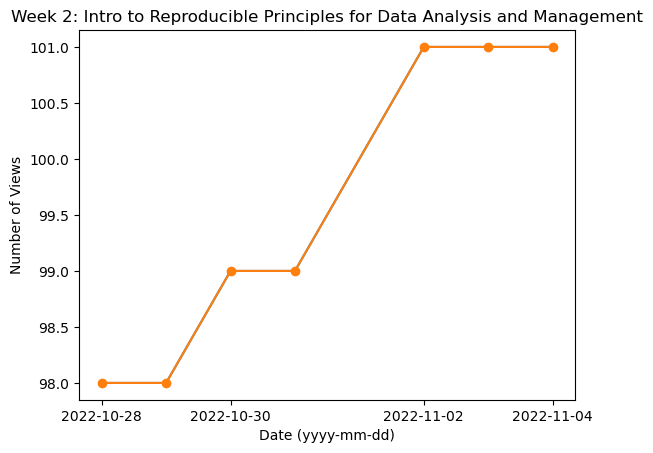 Week 2: Intro to Reproducible Principles for Data Analysis and Management
Number of Views
101.0
100.5
100.0
99.5
99.0
98.5
98.0
2022-10-28 2022-10-30 2022-11-02 2022-11-04
Date (yyyy-mm-dd)